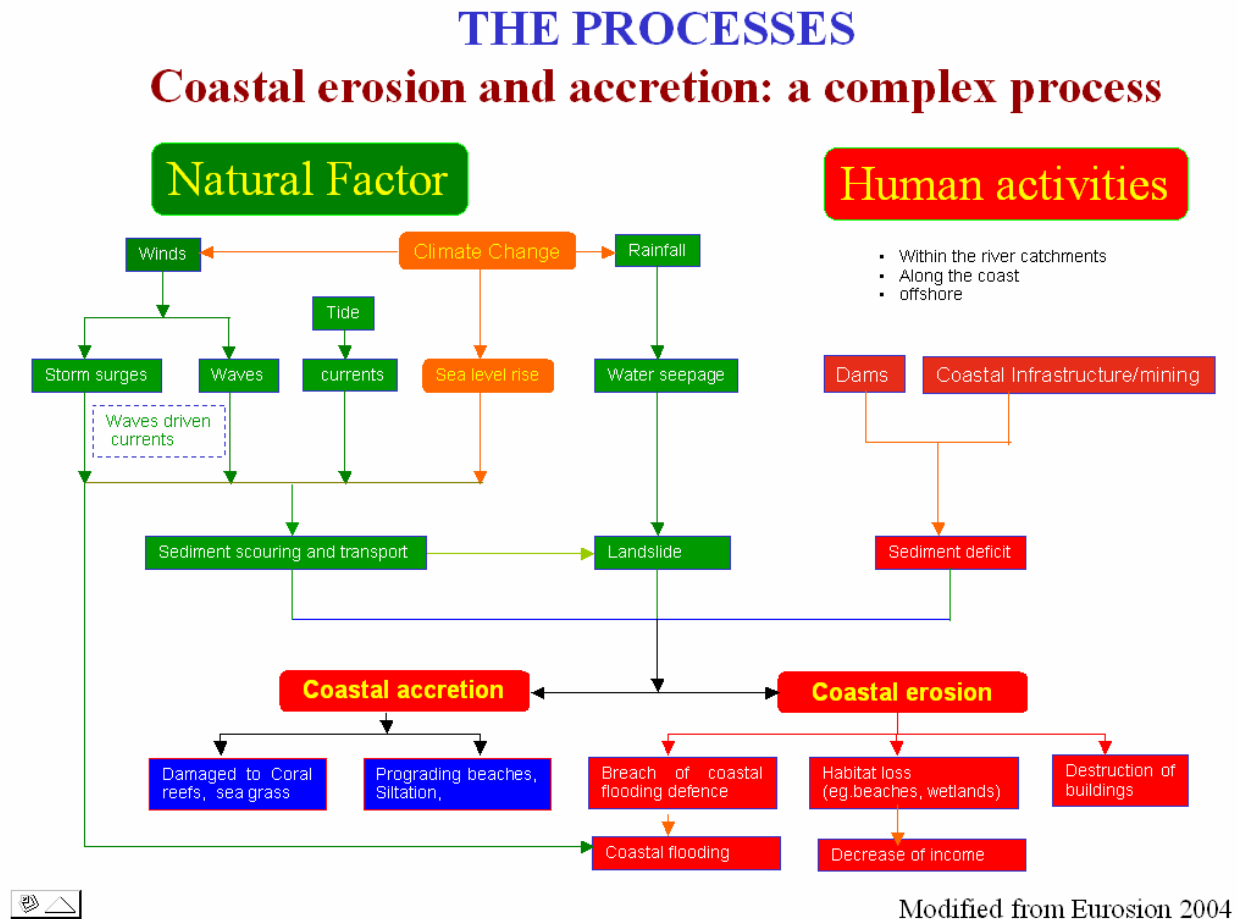 THE PROCESSES
Coastal erosion and accretion: a complex process
Natural Factor
Human activities
Winds
Climate Change
Rainfall
▪ Within the river catchments
▪ Along the coast
▪ offshore
Tide
Storm surges
Waves
currents
Sea level rise
Water seepage
Dams
Coastal Infrastructure/mining
Waves driven
currents
Sediment scouring and transport
Landslide
Sediment deficit
Coastal accretion
Coastal erosion
Damaged to Coral
reefs, sea grass
Prograding beaches,
Siltation,
Breach of coastal
flooding defence
Habitat loss
(eg.beaches, wetlands)
Destruction of
buildings
Coastal flooding
Decrease of income
Modified from Eurosion 2004